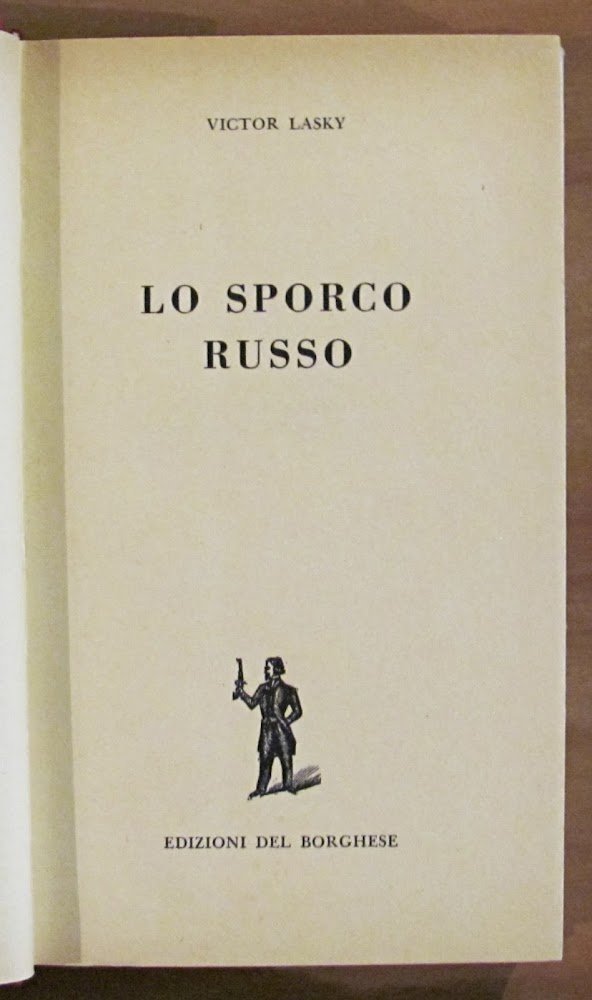 VICTOR LASKY
LO SPORCO
RUSSO
EDIZIONI DEL BORGHESE